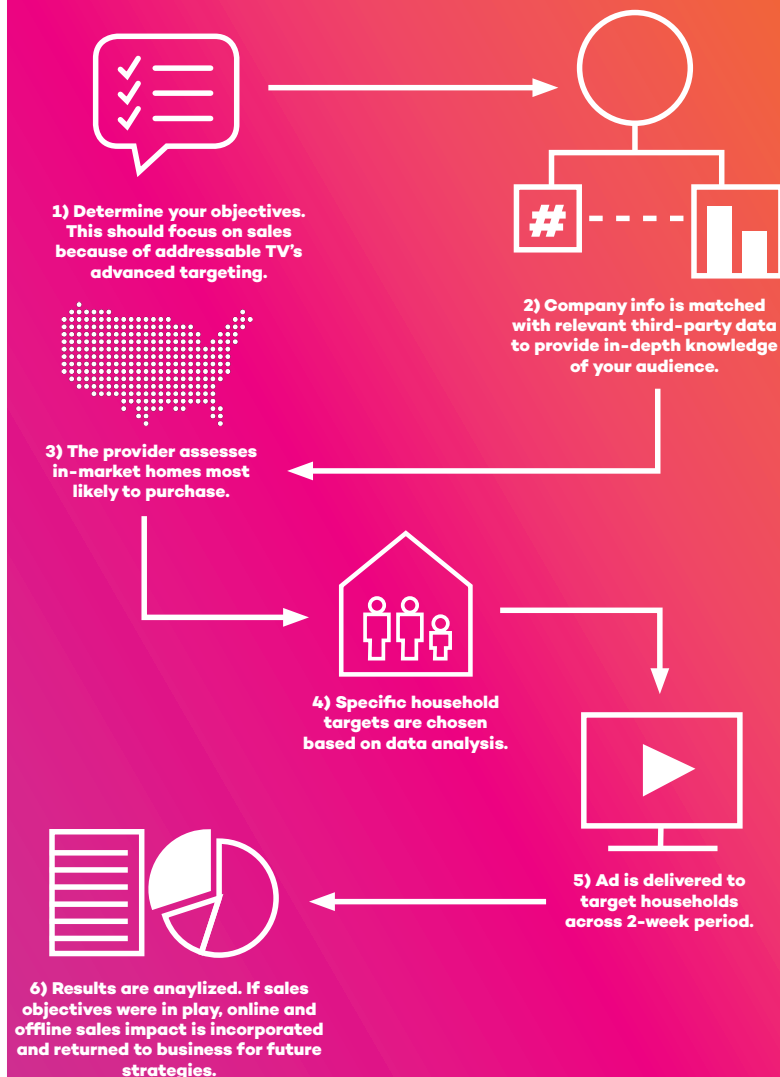 1) Determine your objectives.
This should focus on sales
because of addressable TV's
advanced targeting.
#
2) Company info is matched
with relevant third-party data
to provide in-depth knowledge
of your audience.
3) The provider assesses
in-market homes most
likely to purchase.
4) Specific household
targets are chosen
based on data analysis.
5) Ad is delivered to
target households
across 2-week period.
6) Results are anaylized. If sales
objectives were in play, online and
offline sales impact is incorporated
and returned to business for future
strategies.